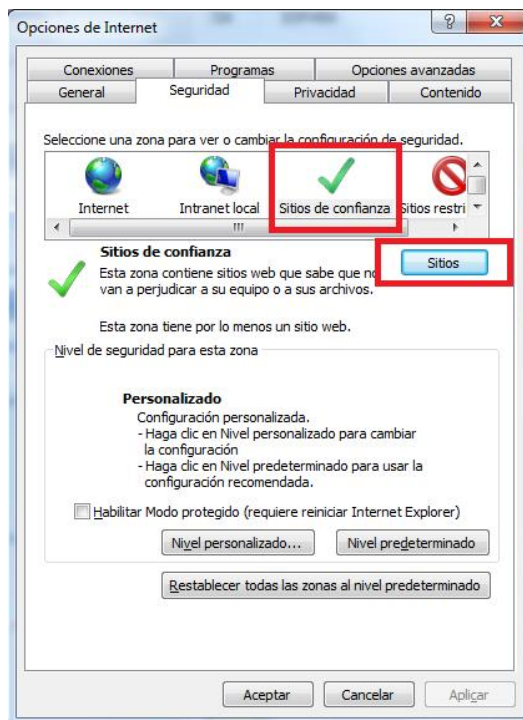 Opciones de Internet
Conexiones Programas Opciones avanzadas
General Seguridad Privacidad Contenido
Seleccione una zona para ver o cambiar la configuración de seguridad.
Internet Intranet local Sitios de confianza Sitios restri
Sitios de confianza
Sitios
Esta zona contiene sitios web que sabe que no
van a perjudicar a su equipo o a sus archivos.
Esta zona tiene por lo menos un sitio web.
Nivel de seguridad para esta zona
Personalizado
Configuración personalizada.
- Haga clic en Nivel personalizado para cambiar
la configuración
- Haga clic en Nivel predeterminado para usar la
configuración recomendada.
Habilitar Modo protegido (requiere reiniciar Internet Explorer)
Nivel personalizado... Nivel predeterminado
Restablecer todas las zonas al nivel predeterminado
Aceptar Cancelar Aplicar